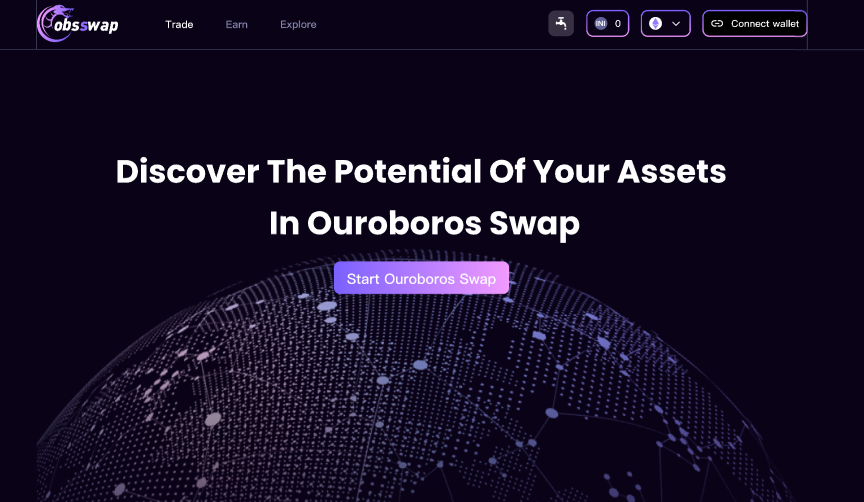 obsswap
Trade
Earn
Explore
INI 0
Connect wallet
Discover The Potential Of Your Assets
In Ouroboros Swap
Start Ouroboros Swap